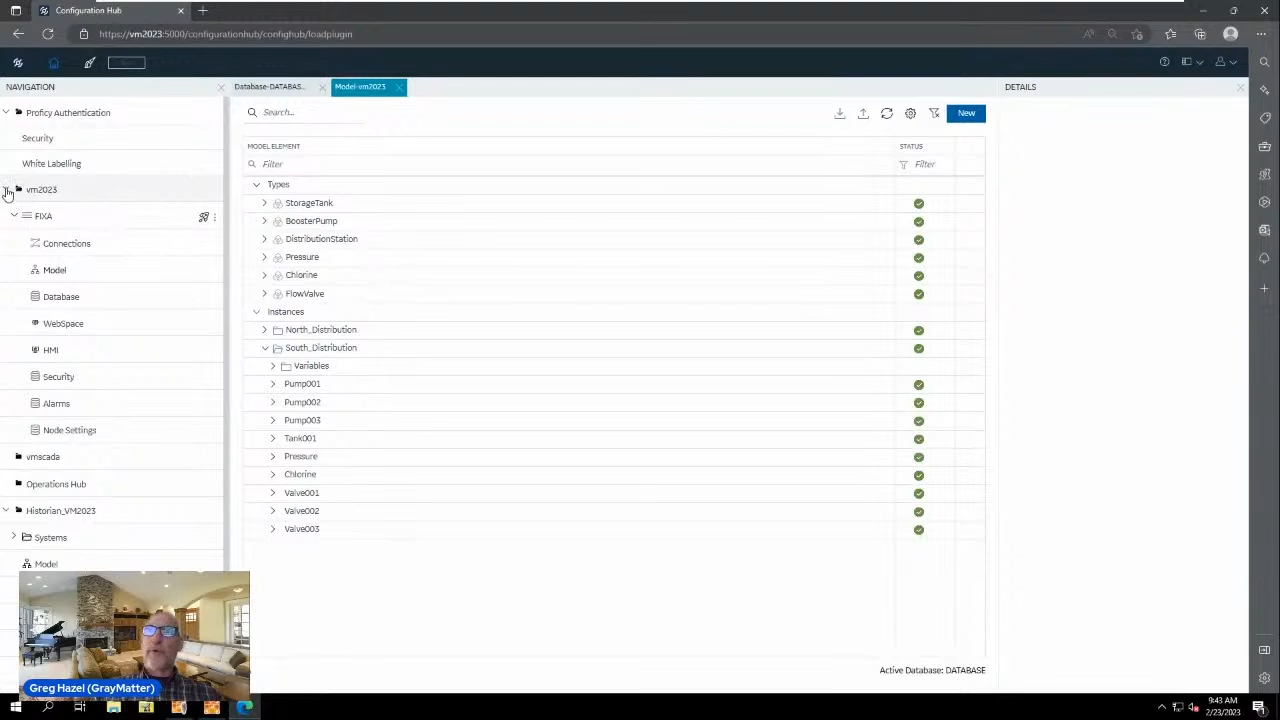 Configuration Hub
https://vm2023:5000/configurationhub/confighub/loadplugin
NAVIGATION
Database-DATABAS...
Model-vm2023
DETAILS
Proficy Authentication
Search...
New
Security
MODEL ELEMENT
STATUS
White Labelling
Filter
Filter
vm2023
Types
StorageTank
FIXA
BoosterPump
Connections
DistributionStation
Pressure
Model
Chlorine
Database
FlowValve
Instances
WebSpace
North_Distribution
HMI
South_Distribution
Variables
Security
Pump001
Alarms
Pump002
Pump003
Node Settings
Tank001
vmscada
Pressure
Chlorine
Operations Hub
Valve001
Historian_VM2023
Valve002
Valve003
Systems
Model
Active Database: DATABASE
Greg Hazel (GrayMatter)
9:43 AM
2/23/2023